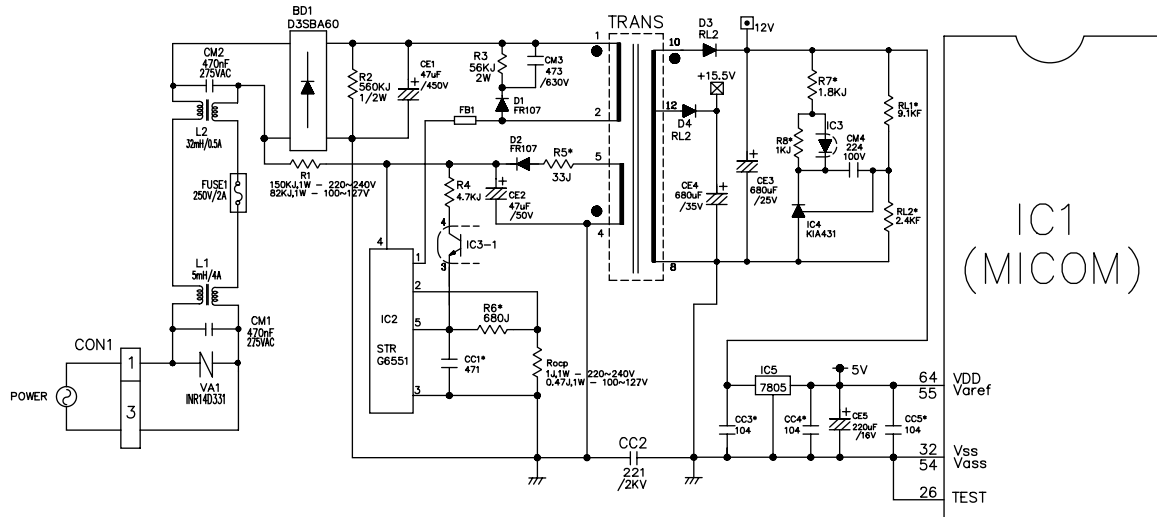 BD1
D3SBA60
CM2
470nF
275VAC
L2
32mH/0.5A
FUSE1
250V/2A
L1
5mH/4A
CM1
470nF
275VAC
CON1
1
3
POWER
VA1
INR14D331
R2
560KJ
1/2W
CE1
47uF
/450V
R3
56KJ
2W
CM3
473
/630V
D1
FR107
FB1
D2
FR107
R5*
33J
R1
150KJ,1W - 220~240V
82KJ,1W - 100~127V
R4
4.7KJ
CE2
47uF
/50V
4
3
IC3-1
4
1
2
5
3
IC2
STR
G6551
R6*
680J
CC1*
471
Rocp
1J,1W - 220~240V
0.47J,1W - 100~127V
TRANS
1
2
5
4
10
12
8
D3
RL2
12V
+15.5V
D4
RL2
CE4
680uF
/35V
CE3
680uF
/25V
R7*
1.8KJ
R8*
1KJ
IC3
CM4
224
100V
IC4
KIA431
RL1*
9.1KF
RL2*
2.4KF
CC2
221
/2KV
IC5
7805
5V
CC3*
104
CC4*
104
CE5
220uF
/16V
CC5*
104
IC1
(MICOM)
64 VDD
55 Varef
32 Vss
54 Vass
26 TEST